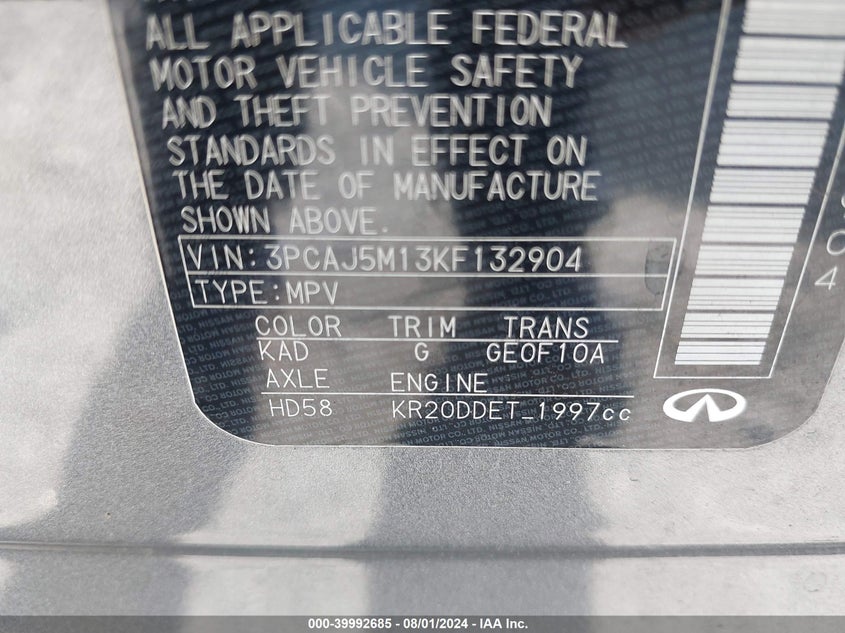 ALL APPLICABLE FEDERAL
MOTOR VEHICLE SAFETY
AND THEFT PREVENTION
STANDARDS IN EFFECT ON
THE DATE OF MANUFACTURE
SHOWN ABOVE.
VIN:3PCAJ5M13KF132904
TYPE:MPV
COLOR TRIM TRANS
KAD G GE0F10A
AXLE ENGINE
HD58 KR20DDET_1997cc
904
000-39992685 - 08/01/2024 - IAA Inc.